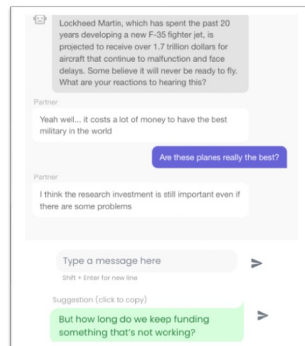 Lockheed Martin, which has spent the past 20
years developing a new F-35 fighter jet, is
projected to receive over 1.7 trillion dollars for
aircraft that continue to malfunction and face
delays. Some believe it will never be ready to fly.
What are your reactions to hearing this?
Partner
Yeah well... it costs a lot of money to have the best
military in the world
Are these planes really the best?
Partner
I think the research investment is still important even if
there are some problems
Type a message here
Shift + Enter for new line
Suggestion (click to copy)
But how long do we keep funding
something that's not working?